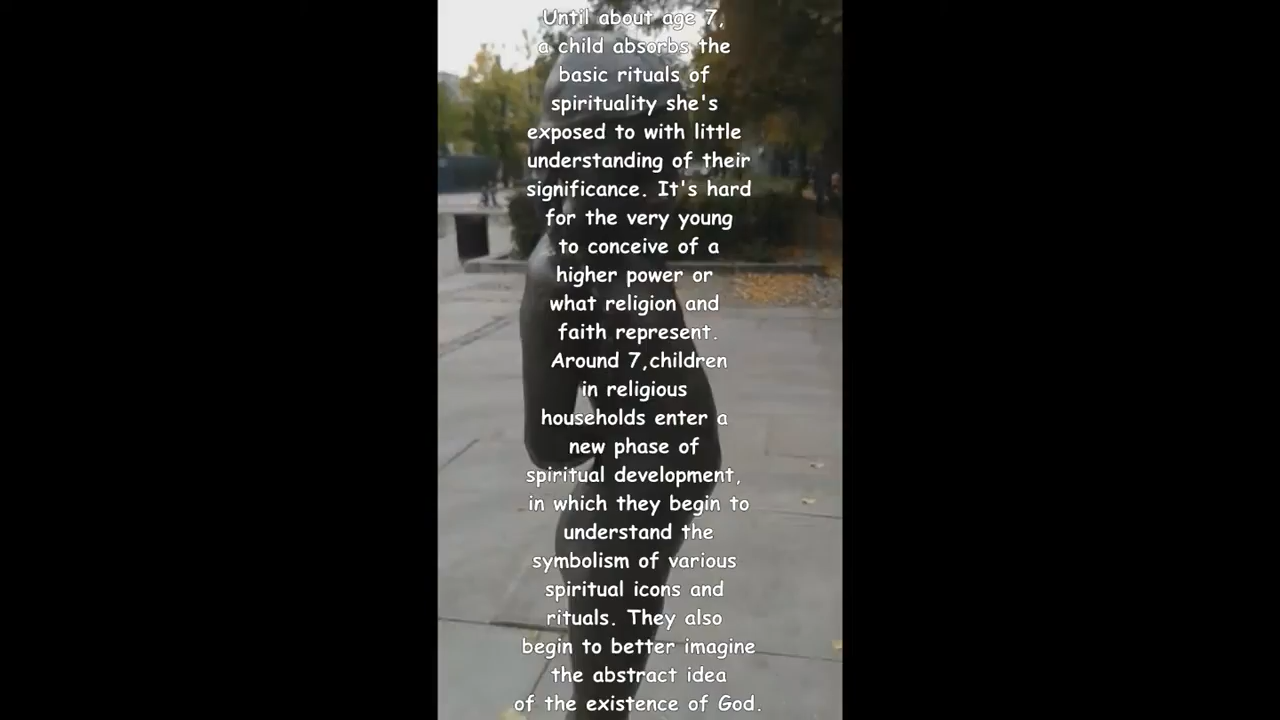 Until about age 7,
a child absorbs the
basic rituals of
spirituality she's
exposed to with little
understanding of their
significance. It's hard
for the very young
to conceive of a
higher power or
what religion and
faith represent.
Around 7,children
in religious
households enter a
new phase of
spiritual development,
in which they begin to
understand the
symbolism of various
spiritual icons and
rituals. They also
begin to better imagine
the abstract idea
of the existence of God.